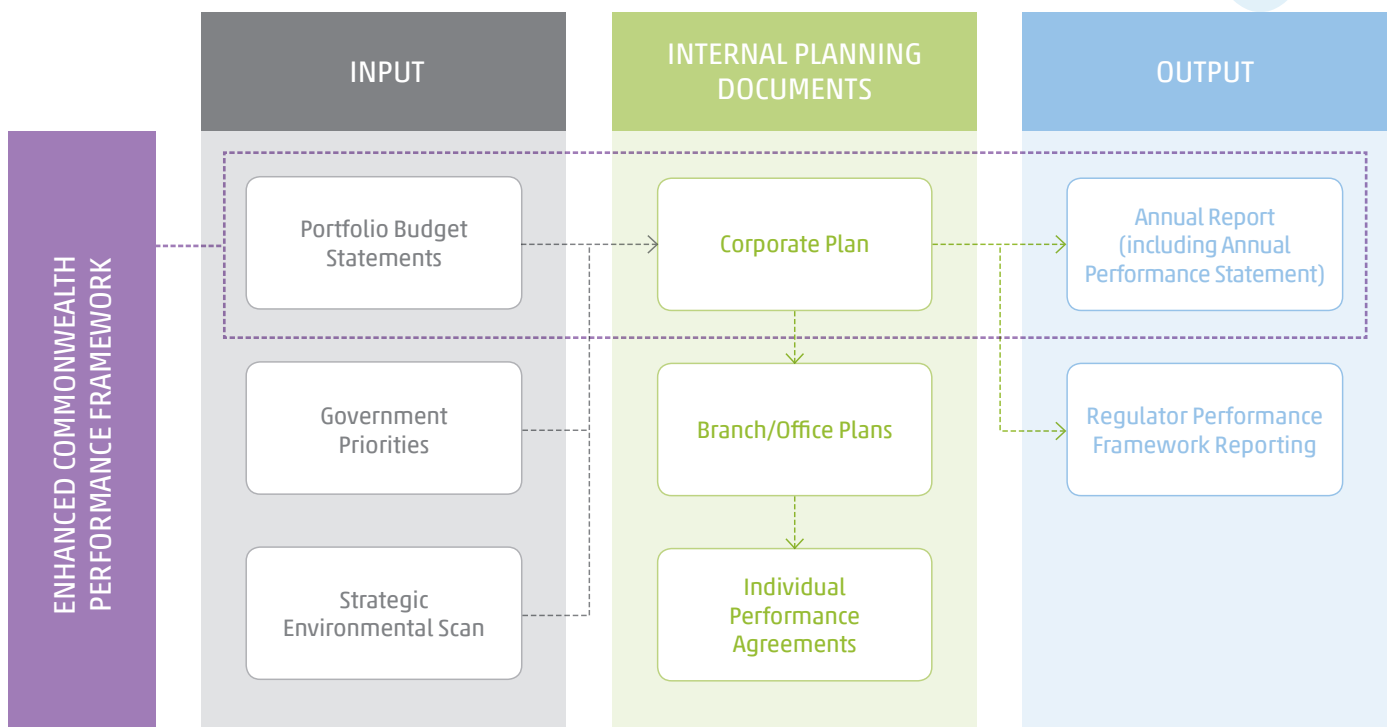 INPUT
INTERNAL PLANNING
DOCUMENTS
OUTPUT
ENHANCED COMMONWEALTH
PERFORMANCE FRAMEWORK
Portfolio Budget
Statements
Corporate Plan
Annual Report
(including Annual
Performance Statement)
Government
Priorities
Branch/Office Plans
Regulator Performance
Framework Reporting
Strategic
Environmental Scan
Individual
Performance
Agreements